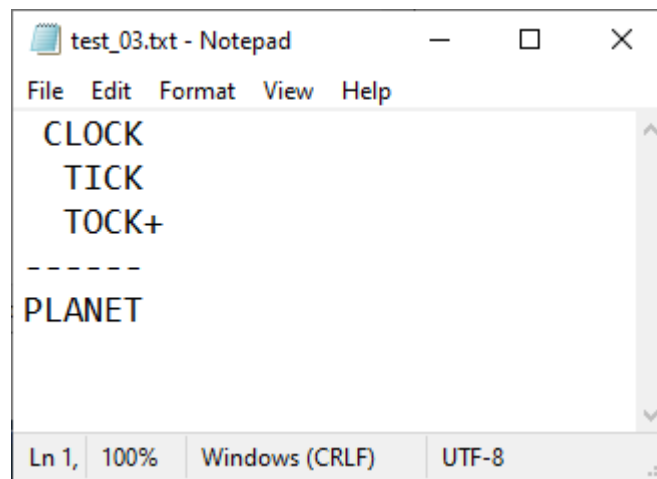 test_03.txt - Notepad
File Edit Format View Help
CLOCK
TICK
TOCK+
------
PLANET
Ln 1, 100% Windows (CRLF) UTF-8